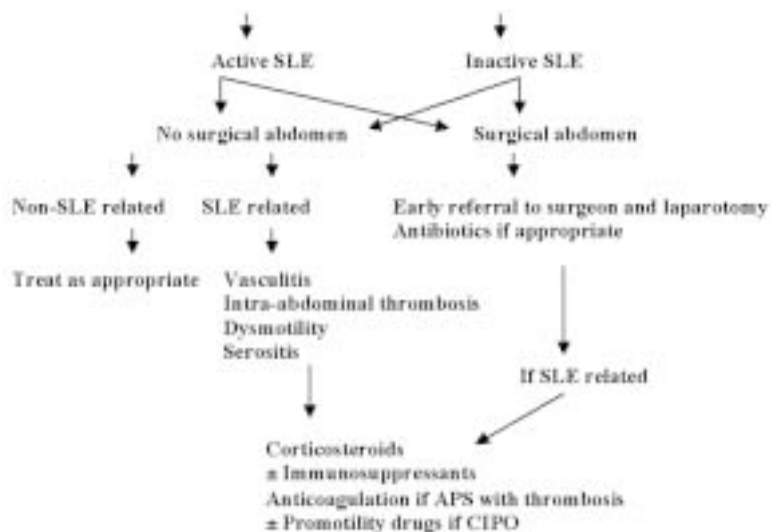 Active SLE
Inactive SLE
No surgical abdomen
Surgical abdomen
Non-SLE related
SLE related
Early referral to surgeon and laparotomy
Antibiotics if appropriate
Treat as appropriate
Vasculitis
Intra-abdominal thrombosis
Dysmotility
Serositis
If SLE related
Corticosteroids
± Immunosuppressants
Anticoagulation if APS with thrombosis
± Promotility drugs if CIPO